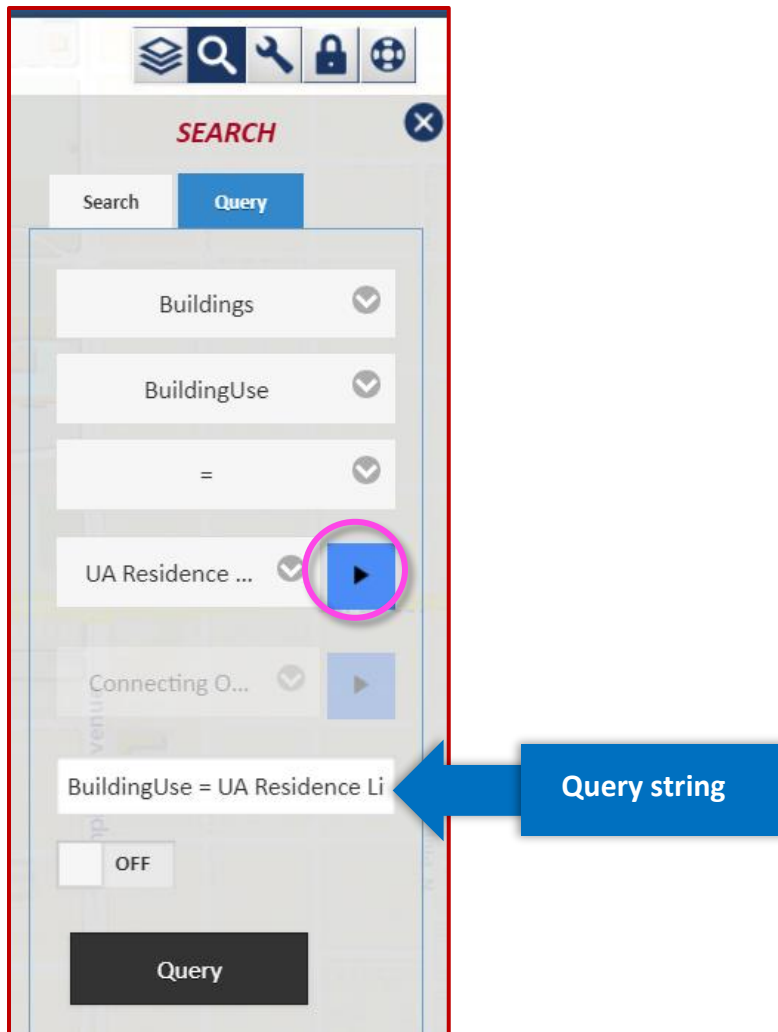 SEARCH
Search Query
Buildings
BuildingUse
=
UA Residence ...
Connecting O...
BuildingUse = UA Residence Li
Query string
OFF
Query